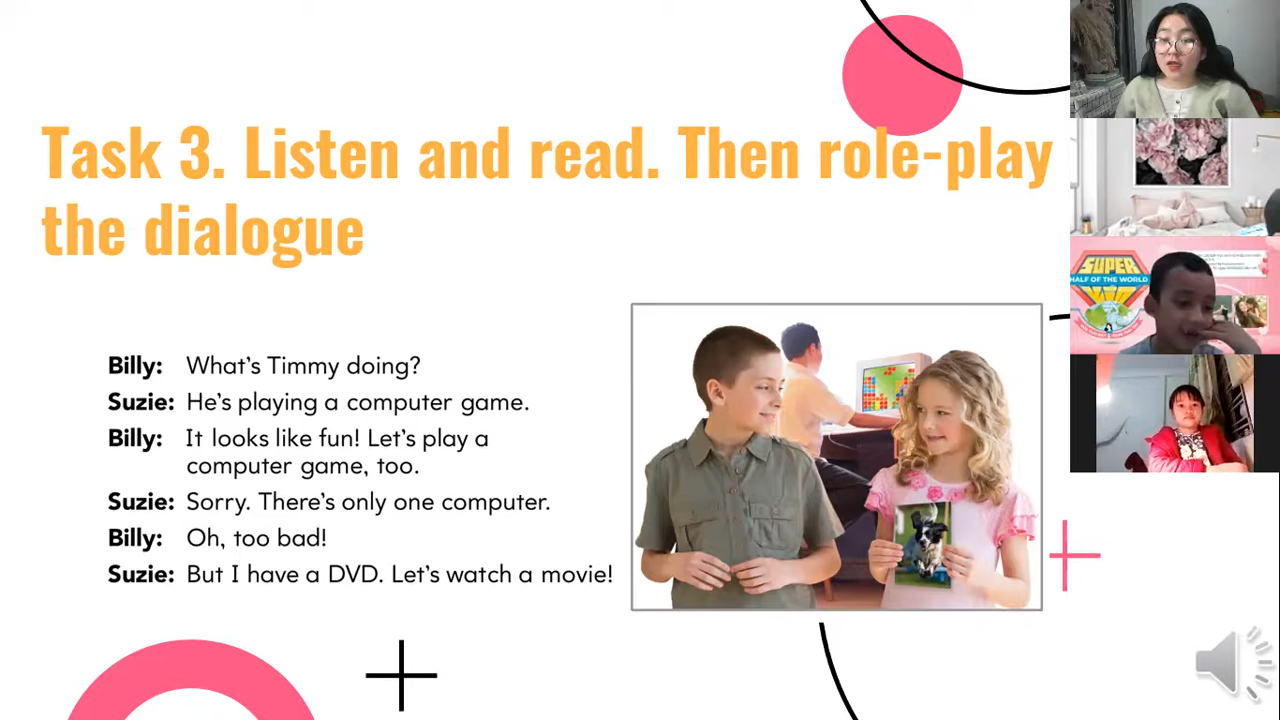 Task 3. Listen and read. Then role-play
the dialogue
Billy: What's Timmy doing?
Suzie: He's playing a computer game.
Billy: It looks like fun! Let's play a
computer game, too.
Suzie: Sorry. There's only one computer.
Billy: Oh, too bad!
Suzie: But I have a DVD. Let's watch a movie!
SUPER
HALF OF THE WORLD